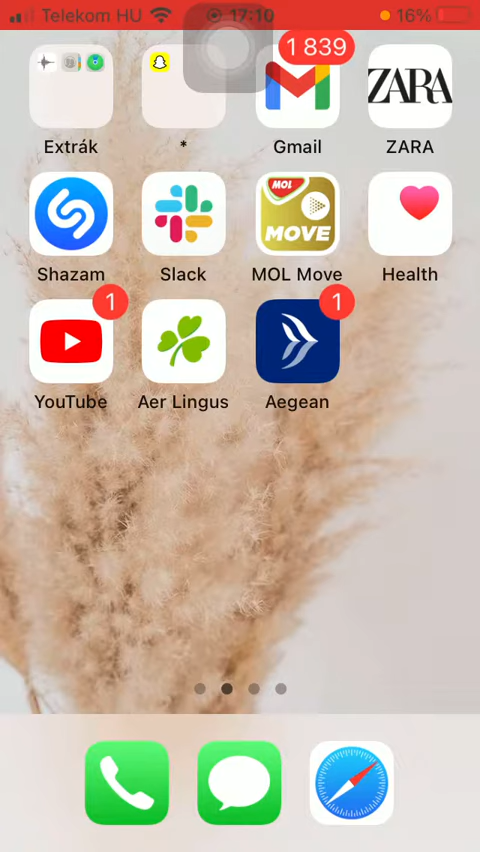 Telekom HU 17:10 16%
1 839
ZARA
Extrák * Gmail ZARA
MOL
MOVE
Shazam Slack MOL Move Health
1 1
YouTube Aer Lingus Aegean